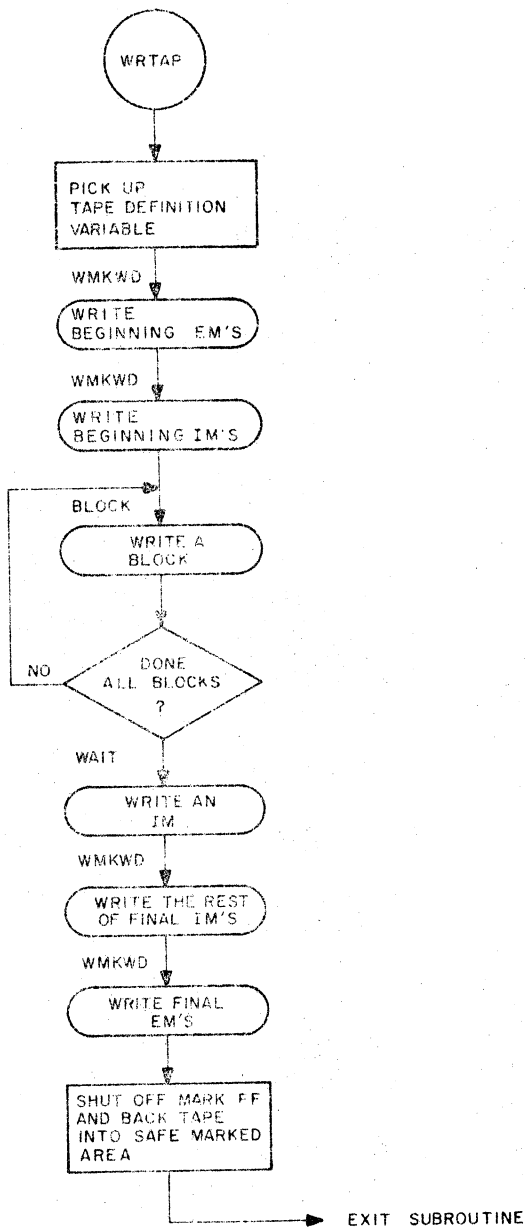 WRTAP
PICK UP
TAPE DEFINITION
VARIABLE
WMKWD
WRITE
BEGINNING EM'S
WMKWD
WRITE
BEGINNING IM'S
BLOCK
WRITE A
BLOCK
NO
DONE
ALL BLOCKS
?
WAIT
WRITE AN
IM
WMKWD
WRITE THE REST
OF FINAL IM'S
WMKWD
WRITE FINAL
EM'S
SHUT OFF MARK FF
AND BACK TAPE
INTO SAFE MARKED
AREA
EXIT SUBROUTINE